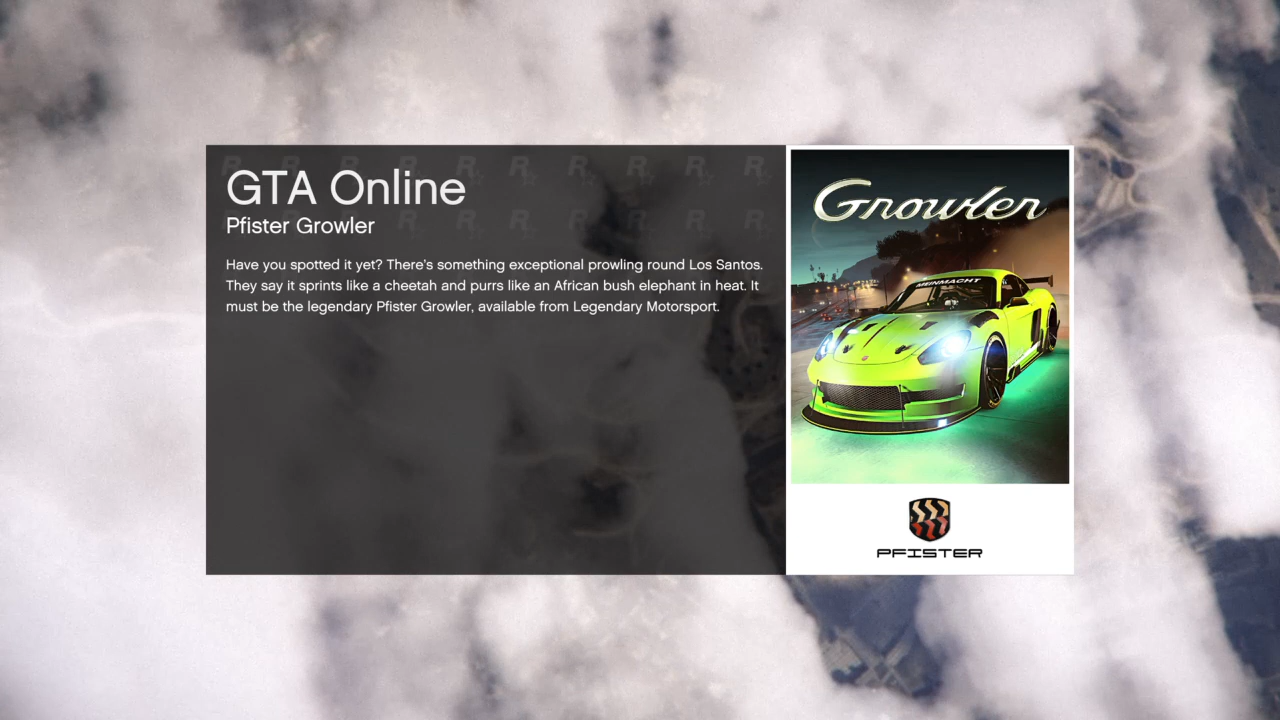 GTA Online
Pfister Growler
Have you spotted it yet? There's something exceptional prowling round Los Santos.
They say it sprints like a cheetah and purrs like an African bush elephant in heat. It
must be the legendary Pfister Growler, available from Legendary Motorsport.
Growler
MEINMACHT
PFISTER